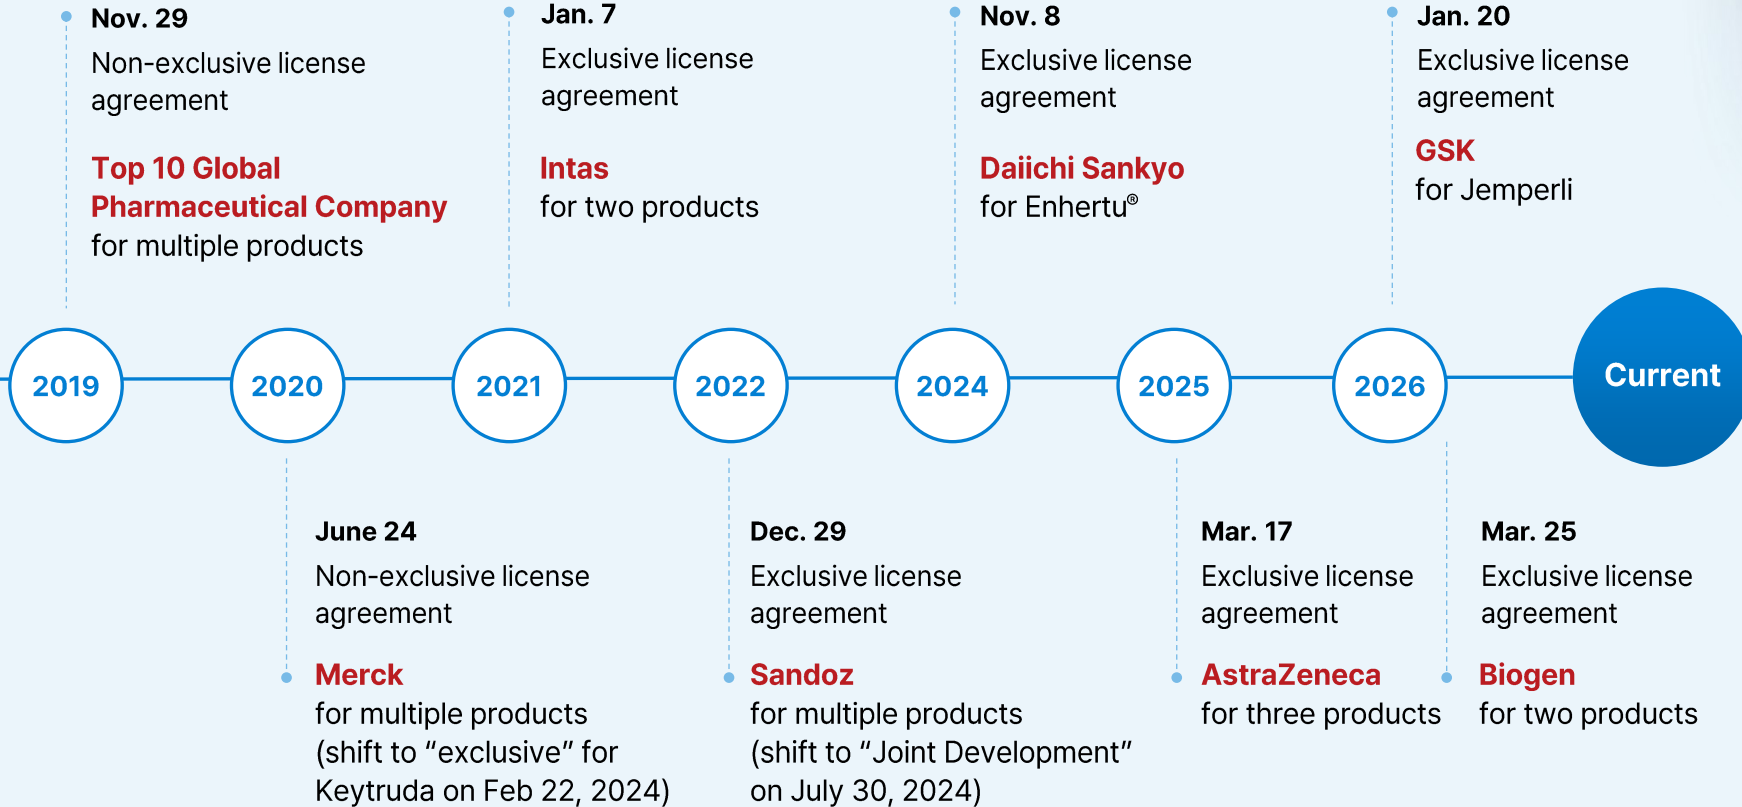 Nov. 29
Non-exclusive license
agreement
Top 10 Global
Pharmaceutical Company
for multiple products
Jan. 7
Exclusive license
agreement
Intas
for two products
Nov. 8
Exclusive license
agreement
Daiichi Sankyo
for Enhertu®
Jan. 20
Exclusive license
agreement
GSK
for Jemperli
2019
2020
2021
2022
2024
2025
2026
Current
June 24
Non-exclusive license
agreement
Merck
for multiple products
(shift to “exclusive” for
Keytruda on Feb 22, 2024)
Dec. 29
Exclusive license
agreement
Sandoz
for multiple products
(shift to “Joint Development”
on July 30, 2024)
Mar. 17
Exclusive license
agreement
AstraZeneca
for three products
Mar. 25
Exclusive license
agreement
Biogen
for two products